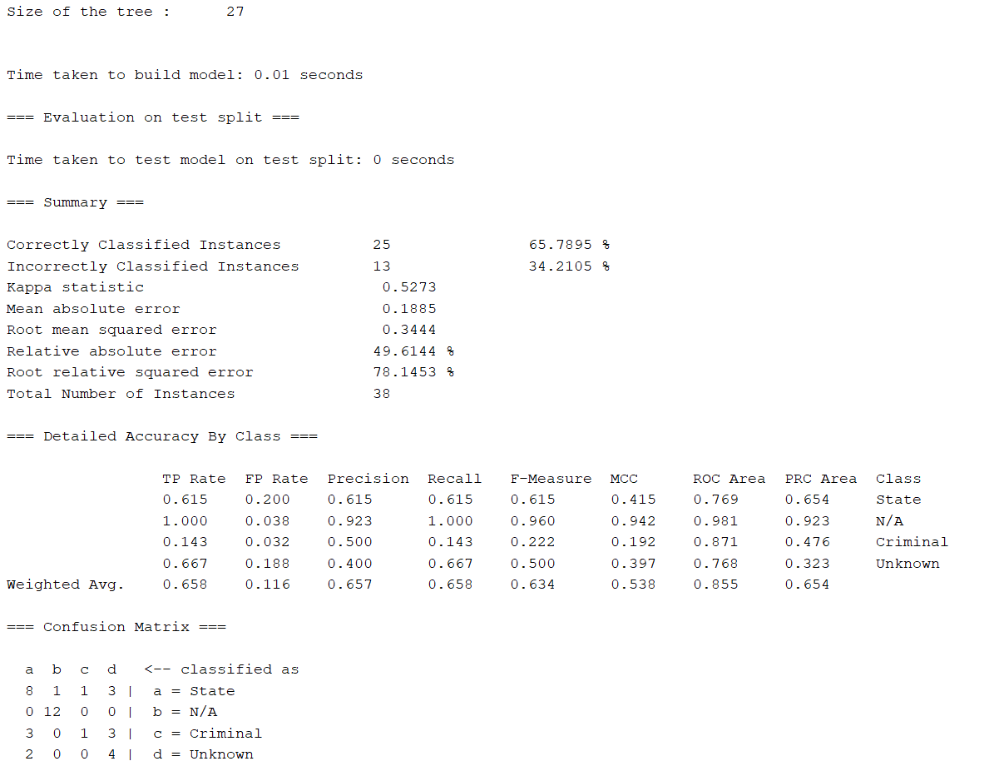 Size of the tree :      27
Time taken to build model: 0.01 seconds
=== Evaluation on test split ===
Time taken to test model on test split: 0 seconds
=== Summary ===
Correctly Classified Instances          25               65.7895 %
Incorrectly Classified Instances        13               34.2105 %
Kappa statistic                          0.5273
Mean absolute error                      0.1885
Root mean squared error                  0.3444
Relative absolute error                 49.6144 %
Root relative squared error             78.1453 %
Total Number of Instances               38
=== Detailed Accuracy By Class ===
                 TP Rate  FP Rate  Precision  Recall   F-Measure  MCC      ROC Area  PRC Area  Class
                 0.615    0.200    0.615      0.615    0.615      0.415    0.769     0.654     State
                 1.000    0.038    0.923      1.000    0.960      0.942    0.981     0.923     N/A
                 0.143    0.032    0.500      0.143    0.222      0.192    0.871     0.476     Criminal
                 0.667    0.188    0.400      0.667    0.500      0.397    0.768     0.323     Unknown
Weighted Avg.    0.658    0.116    0.657      0.658    0.634      0.538    0.855     0.654
=== Confusion Matrix ===
  a  b  c  d   <-- classified as
  8  1  1  3 |  a = State
  0 12  0  0 |  b = N/A
  3  0  1  3 |  c = Criminal
  2  0  0  4 |  d = Unknown